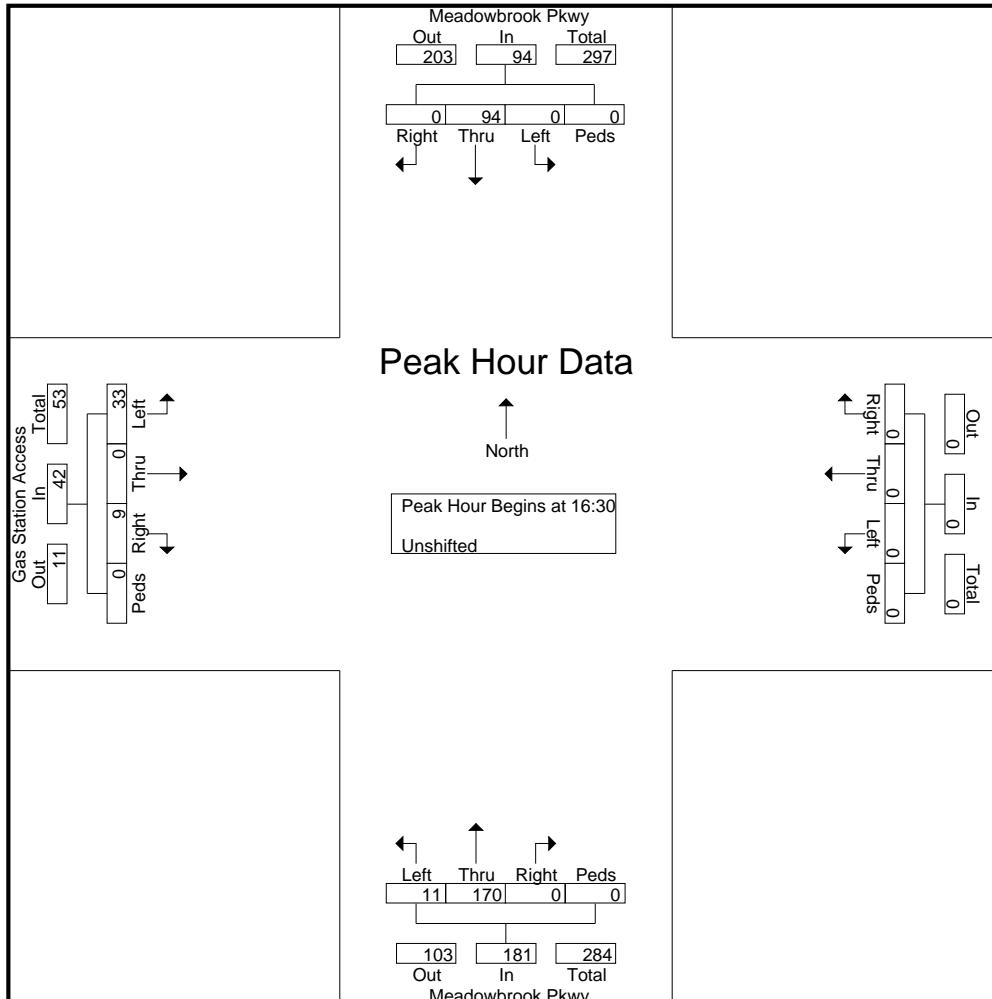 Meadowbrook Pkwy
Out In Total
203 94 297
0 94 0 0
Right Thru Left Peds
Peak Hour Data
North
Peak Hour Begins at 16:30
Unshifted
Gas Station Access
Total In Out
53 42 11
33 0 9 0
Left Thru Right Peds
Right Thru Left Peds
0 0 0 0
Out In Total
0 0 0
Left Thru Right Peds
11 170 0 0
103 181 284
Out In Total
Meadowbrook Pkwy